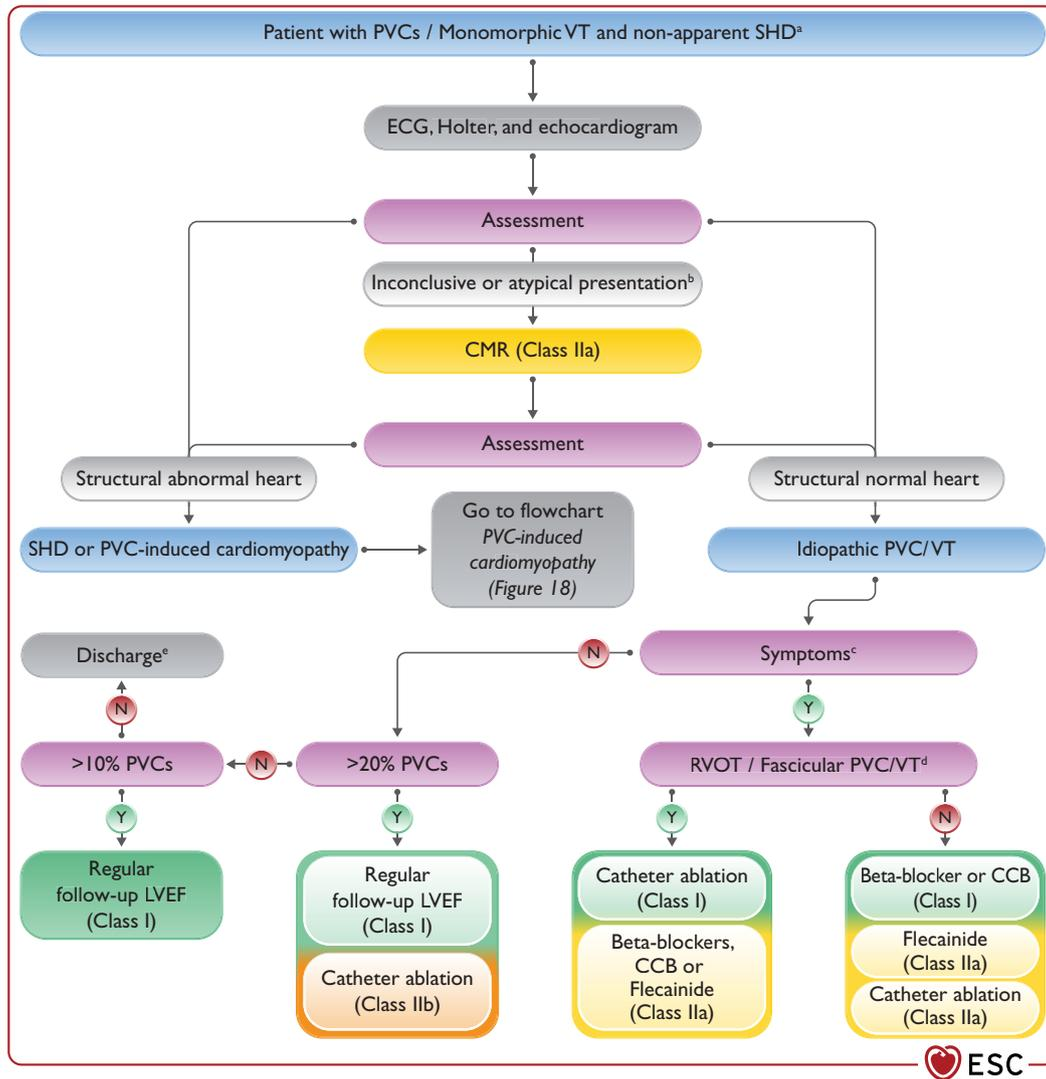 Patient with PVCs / Monomorphic VT and non-apparent SHDᵃ
ECG, Holter, and echocardiogram
Assessment
Inconclusive or atypical presentationᵇ
CMR (Class IIa)
Assessment
Structural abnormal heart
Structural normal heart
SHD or PVC-induced cardiomyopathy
Go to flowchart
PVC-induced
cardiomyopathy
(Figure 18)
Idiopathic PVC/ VT
Symptomsᶜ
N
Y
Dischargeᵉ
N
>10% PVCs
N
>20% PVCs
RVOT / Fascicular PVC/VTᵈ
Y
Y
Y
N
Regular
follow-up LVEF
(Class I)
Regular
follow-up LVEF
(Class I)
Catheter ablation
(Class IIb)
Catheter ablation
(Class I)
Beta-blockers,
CCB or
Flecainide
(Class IIa)
Beta-blocker or CCB
(Class I)
Flecainide
(Class IIa)
Catheter ablation
(Class IIa)
ESC